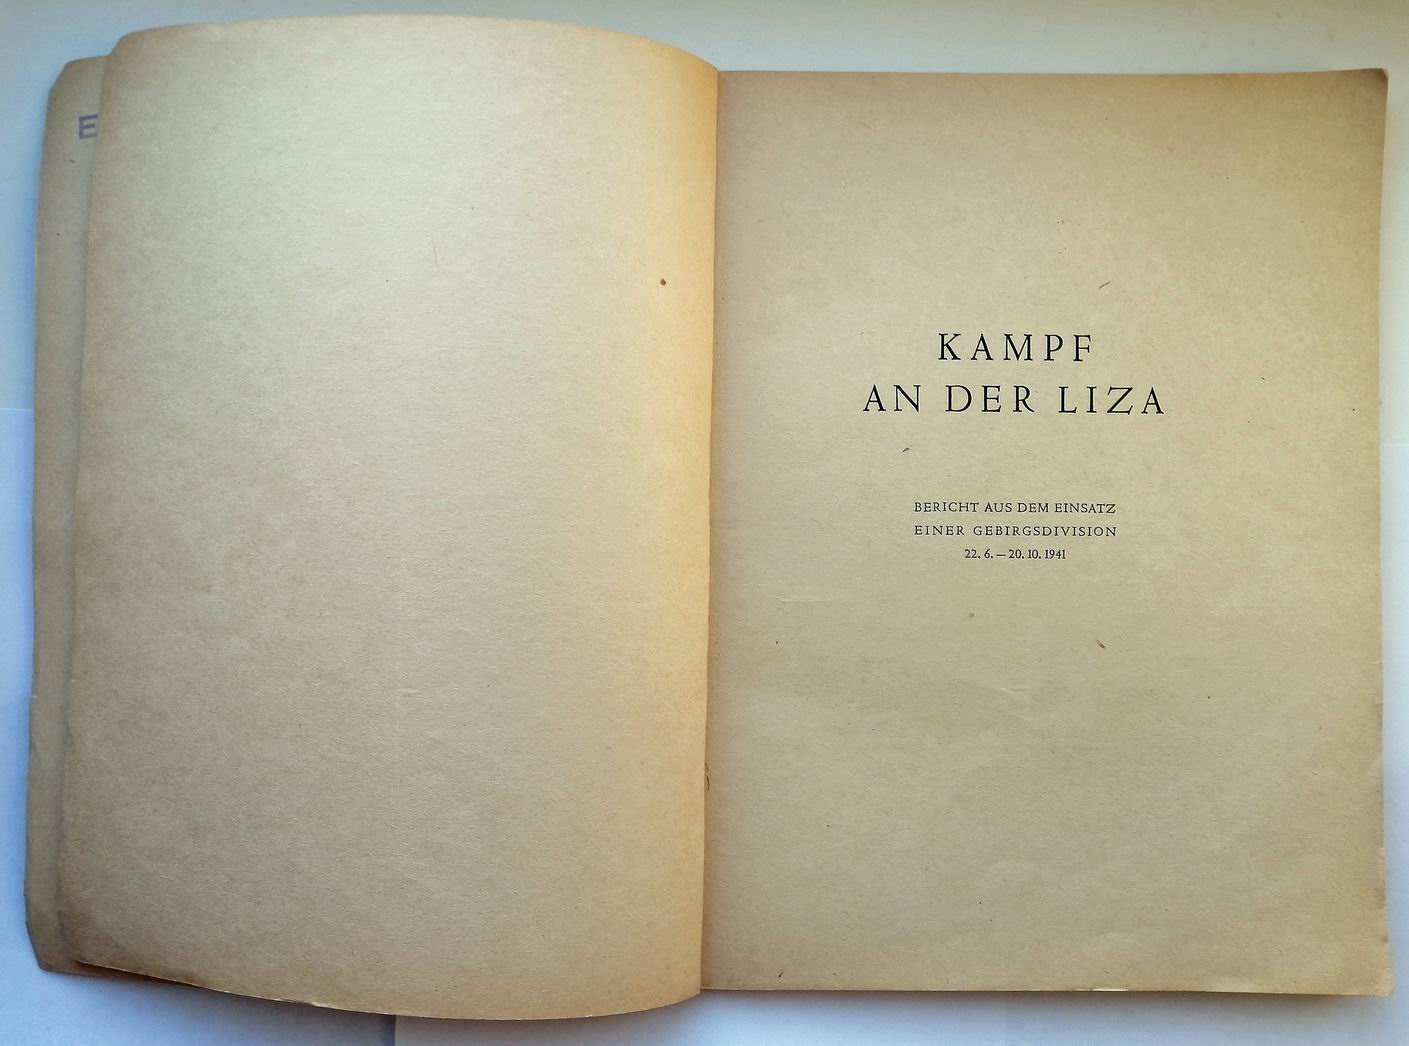 E
KAMPF
AN DER LIZA
BERICHT AUS DEM EINSATZ
EINER GEBIRGSDIVISION
22. 6. — 20. 10. 1941